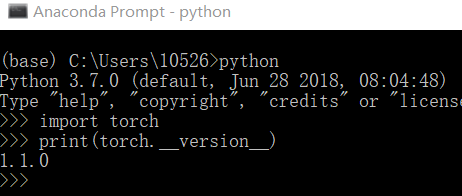 Anaconda Prompt - python
(base) C:\Users\10526>python
Python 3.7.0 (default, Jun 28 2018, 08:04:48)
Type "help", "copyright", "credits" or "license
>>> import torch
>>> print(torch.__version__)
1.1.0
>>>